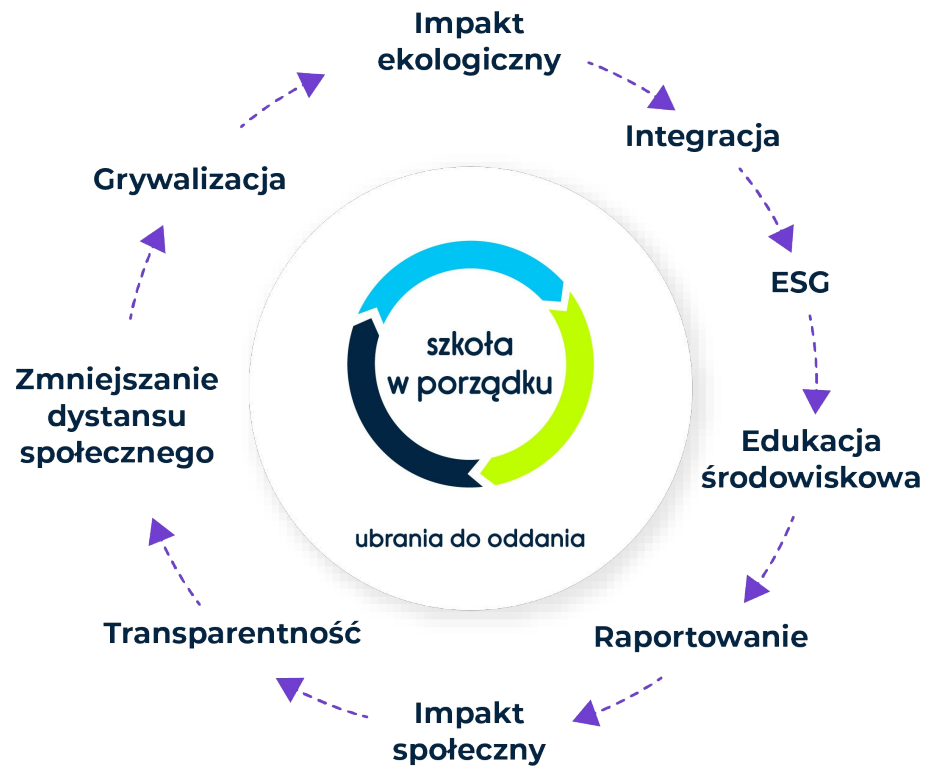 Impakt
ekologiczny
Integracja
ESG
Edukacja
środowiskowa
Raportowanie
Impakt
społeczny
Transparentność
Zmniejszanie
dystansu
społecznego
Grywalizacja
szkoła
w porządku
ubrania do oddania